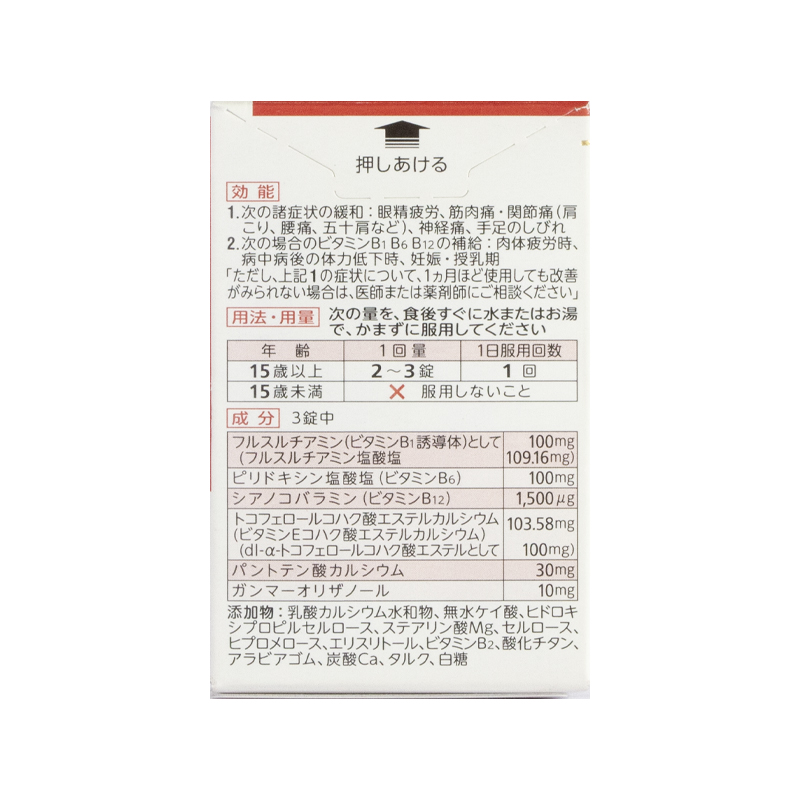 押しあける
効能
1.次の諸症状の緩和：眼精疲労、筋肉痛・関節痛（肩
こり、腰痛、五十肩など）、神経痛、手足のしびれ
2.次の場合のビタミンB1 B6 B12の補給：肉体疲労時、
病中病後の体力低下時、妊娠・授乳期
「ただし、上記1の症状について、1ヵ月ほど使用しても改善
がみられない場合は、医師または薬剤師にご相談ください」
用法・用量 次の量を、食後すぐに水またはお湯
で、かまずに服用してください
年齢 1回量 1日服用回数
15歳以上 2～3錠 1回
15歳未満 × 服用しないこと
成分 3錠中
フルスルチアミン(ビタミンB1誘導体)として 100mg
(フルスルチアミン塩酸塩 109.16mg)
ピリドキシン塩酸塩(ビタミンB6) 100mg
シアノコバラミン(ビタミンB12) 1,500μg
トコフェロールコハク酸エステルカルシウム 103.58mg
(ビタミンEコハク酸エステルカルシウム)
(dl-α-トコフェロールコハク酸エステルとして 100mg)
パントテン酸カルシウム 30mg
ガンマーオリザノール 10mg
添加物：乳酸カルシウム水和物、無水ケイ酸、ヒドロキ
シプロピルセルロース、ステアリン酸Mg、セルロース、
ヒプロメロース、エリスリトール、ビタミンB2、酸化チタン、
アラビアゴム、炭酸Ca、タルク、白糖